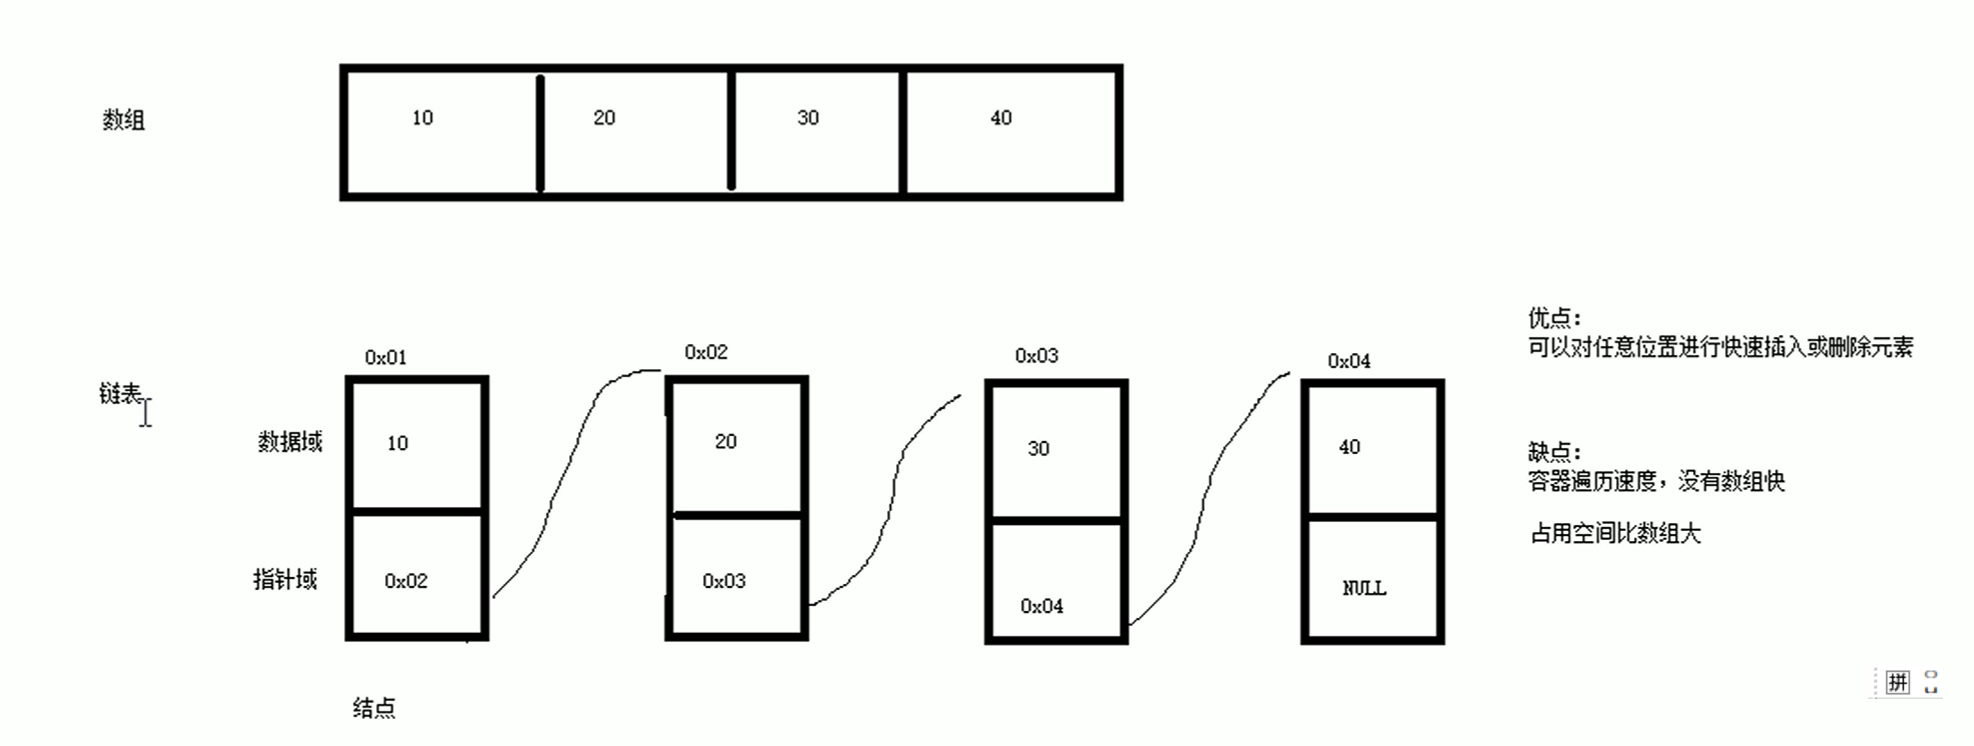 数组
10
20
30
40
链表
0x01
0x02
0x03
0x04
数据域
10
20
30
40
指针域
0x02
0x03
0x04
NULL
结点
优点：
可以对任意位置进行快速插入或删除元素
缺点：
容器遍历速度，没有数组快
占用空间比数组大
拼